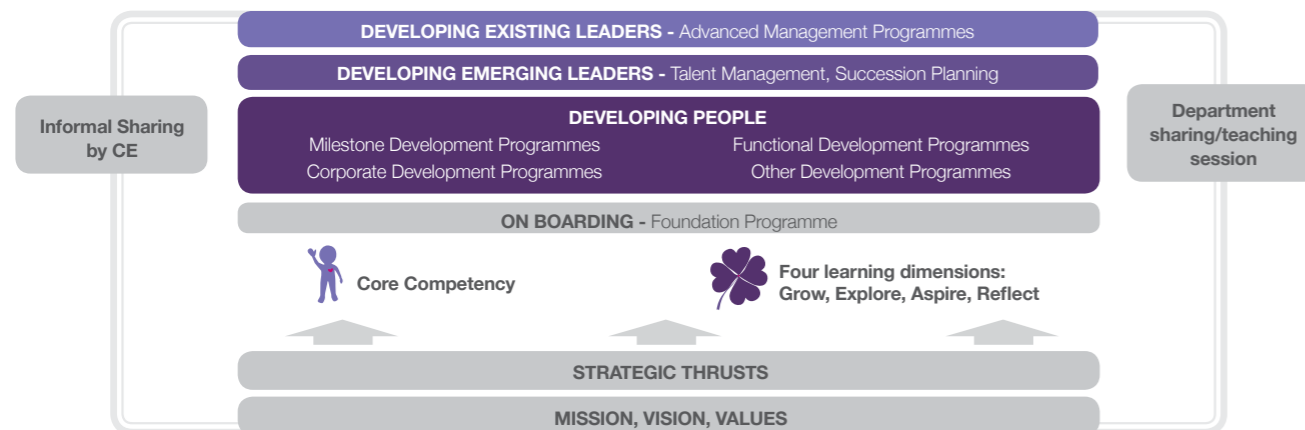 DEVELOPING EXISTING LEADERS - Advanced Management Programmes
DEVELOPING EMERGING LEADERS - Talent Management, Succession Planning
Informal Sharing
by CE
DEVELOPING PEOPLE
Milestone Development Programmes
Functional Development Programmes
Corporate Development Programmes
Other Development Programmes
Department
sharing/teaching
session
ON BOARDING - Foundation Programme
Core Competency
Four learning dimensions:
Grow, Explore, Aspire, Reflect
STRATEGIC THRUSTS
MISSION, VISION, VALUES